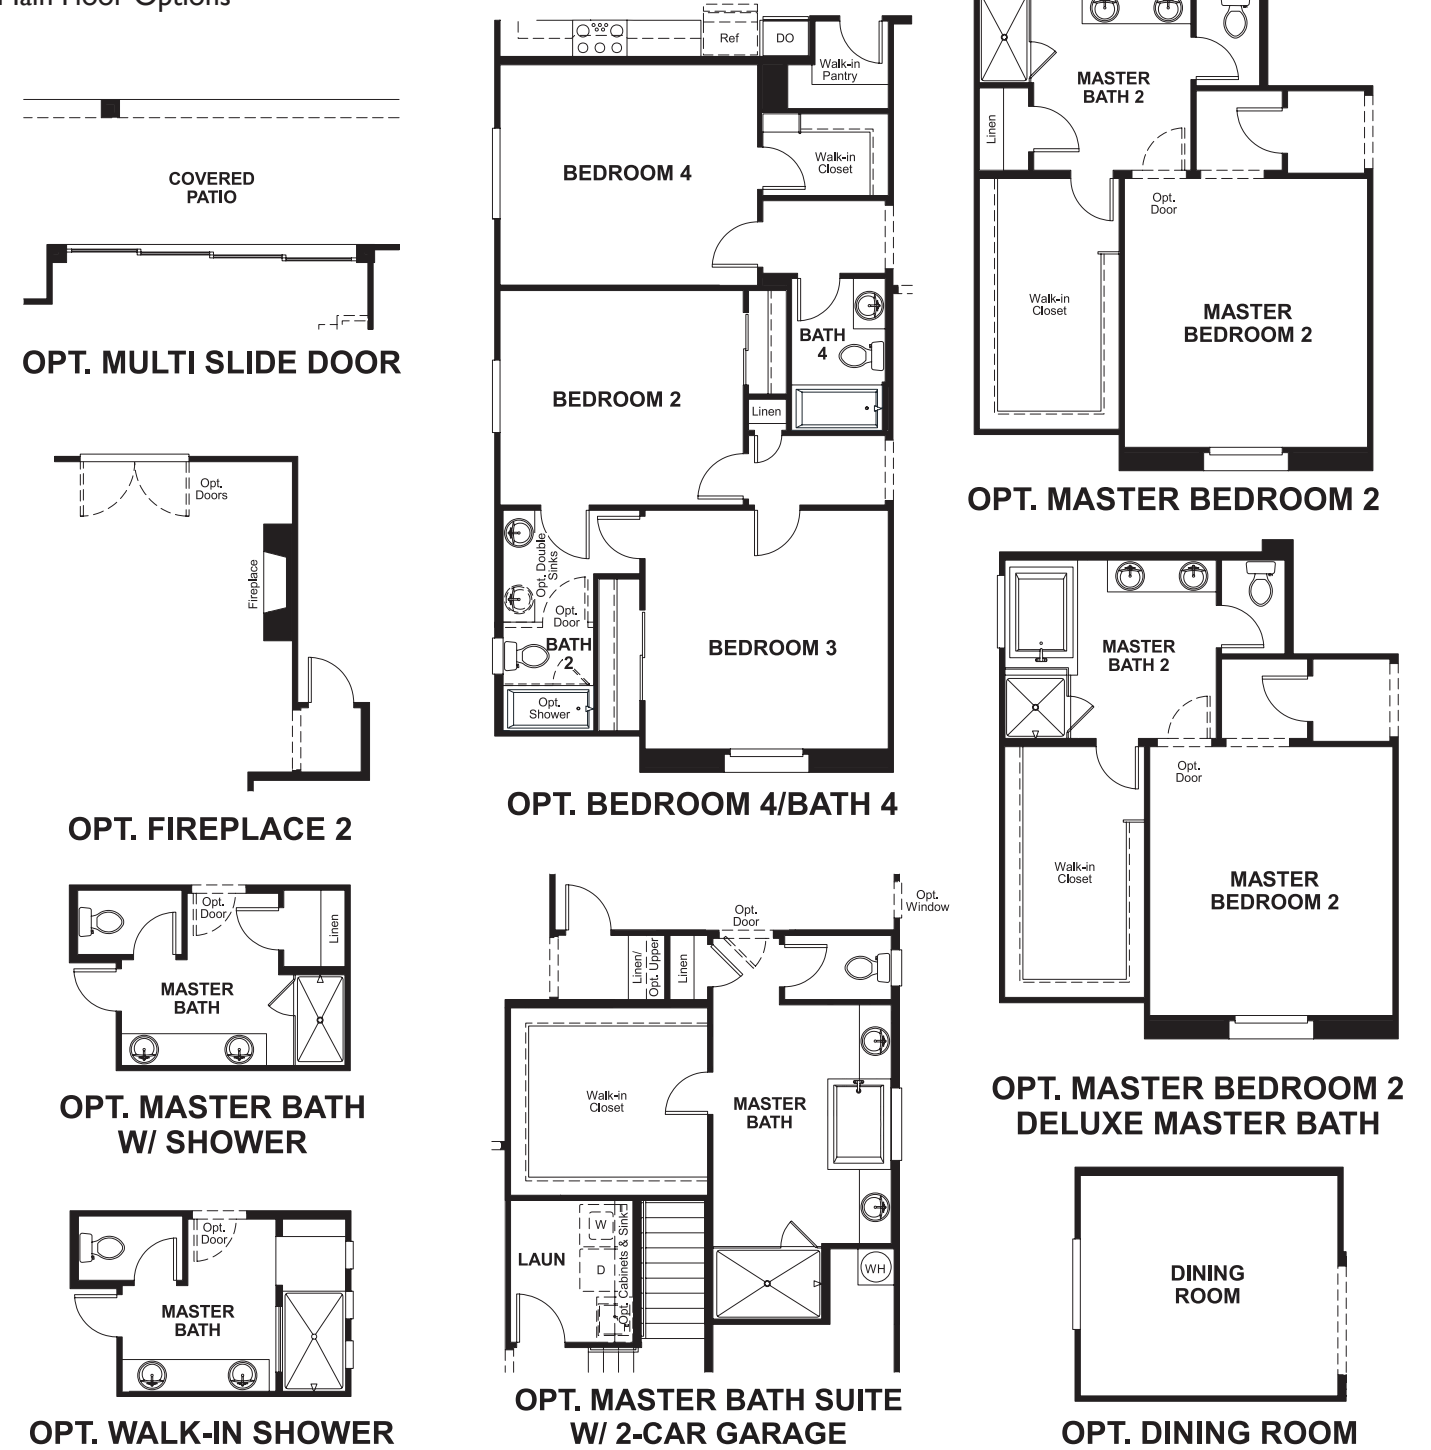 Main Floor Options
COVERED
PATIO
OPT. MULTI SLIDE DOOR
Opt.
Doors
Fireplace
OPT. FIREPLACE 2
Opt.
Door
Linen
MASTER
BATH
OPT. MASTER BATH
W/ SHOWER
Opt.
Door
MASTER
BATH
OPT. WALK-IN SHOWER
Ref
DO
Walk-in
Pantry
BEDROOM 4
Walk-in
Closet
BATH
4
BEDROOM 2
Linen
Opt. Double
Sinks
Opt.
Door
BATH
2
BEDROOM 3
Opt.
Shower
OPT. BEDROOM 4/BATH 4
Opt.
Door
Opt.
Window
Linen/
Opt. Upper
Linen
Walk-in
Closet
MASTER
BATH
LAUN
W
D
Opt. Cabinets & Sink
WH
OPT. MASTER BATH SUITE
W/ 2-CAR GARAGE
MASTER
BATH 2
Linen
Opt.
Door
Walk-in
Closet
MASTER
BEDROOM 2
OPT. MASTER BEDROOM 2
MASTER
BATH 2
Opt.
Door
Walk-in
Closet
MASTER
BEDROOM 2
OPT. MASTER BEDROOM 2
DELUXE MASTER BATH
DINING
ROOM
OPT. DINING ROOM